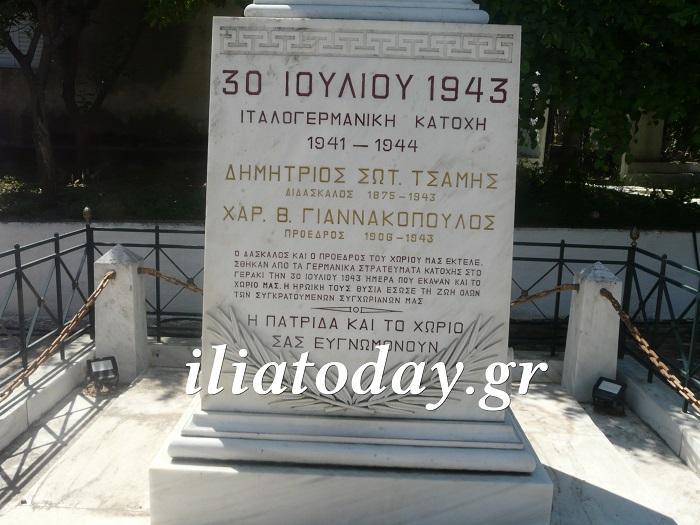 30 ΙΟΥΛΙΟΥ 1943
ΙΤΑΛΟΓΕΡΜΑΝΙΚΗ ΚΑΤΟΧΗ
1941 — 1944
ΔΗΜΗΤΡΙΟΣ ΣΩΤ. ΤΣΑΜΗΣ
ΔΙΔΑΣΚΑΛΟΣ 1875-1943
ΧΑΡ. Θ. ΓΙΑΝΝΑΚΟΠΟΥΛΟΣ
ΠΡΟΕΔΡΟΣ 1906-1943
Ο ΔΑΣΚΑΛΟΣ ΚΑΙ Ο ΠΡΟΕΔΡΟΣ ΤΟΥ ΧΩΡΙΟΥ ΜΑΣ ΕΚΤΕΛΕ.
ΣΘΗΚΑΝ ΑΠΟ ΤΑ ΓΕΡΜΑΝΙΚΑ ΣΤΡΑΤΕΥΜΑΤΑ ΚΑΤΟΧΗΣ ΣΤΟ
ΓΕΡΑΚΙ ΤΗΝ 30 ΙΟΥΛΙΟΥ 1943 ΗΜΕΡΑ ΠΟΥ ΕΚΑΨΑΝ ΚΑΙ ΤΟ
ΧΩΡΙΟ ΜΑΣ. Η ΗΡΩΙΚΗ ΤΟΥΣ ΘΥΣΙΑ ΕΣΩΣΕ ΤΗ ΖΩΗ ΟΛΩΝ
ΤΩΝ ΣΥΓΚΡΑΤΟΥΜΕΝΩΝ ΣΥΓΧΩΡΙΑΝΩΝ ΜΑΣ
Η ΠΑΤΡΙΔΑ ΚΑΙ ΤΟ ΧΩΡΙΟ
ΣΑΣ ΕΥΓΝΩΜΟΝΟΥΝ
iliatoday.gr